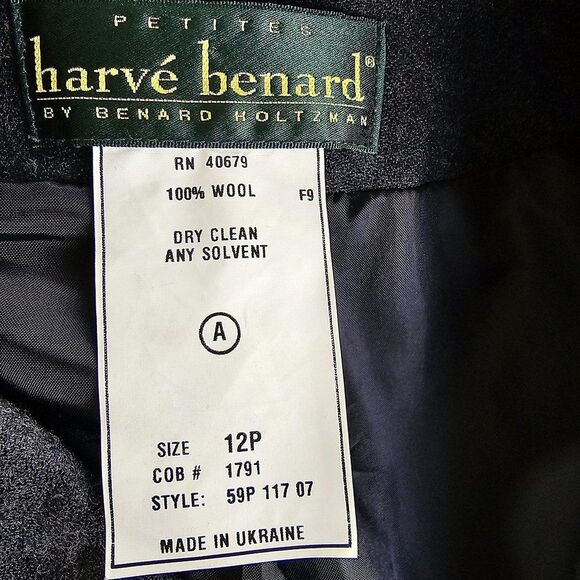 PETITES
harvé benard®
BY BENARD HOLTZMAN
RN 40679
100% WOOL F9
DRY CLEAN
ANY SOLVENT
A
SIZE 12P
COB # 1791
STYLE: 59P 117 07
MADE IN UKRAINE